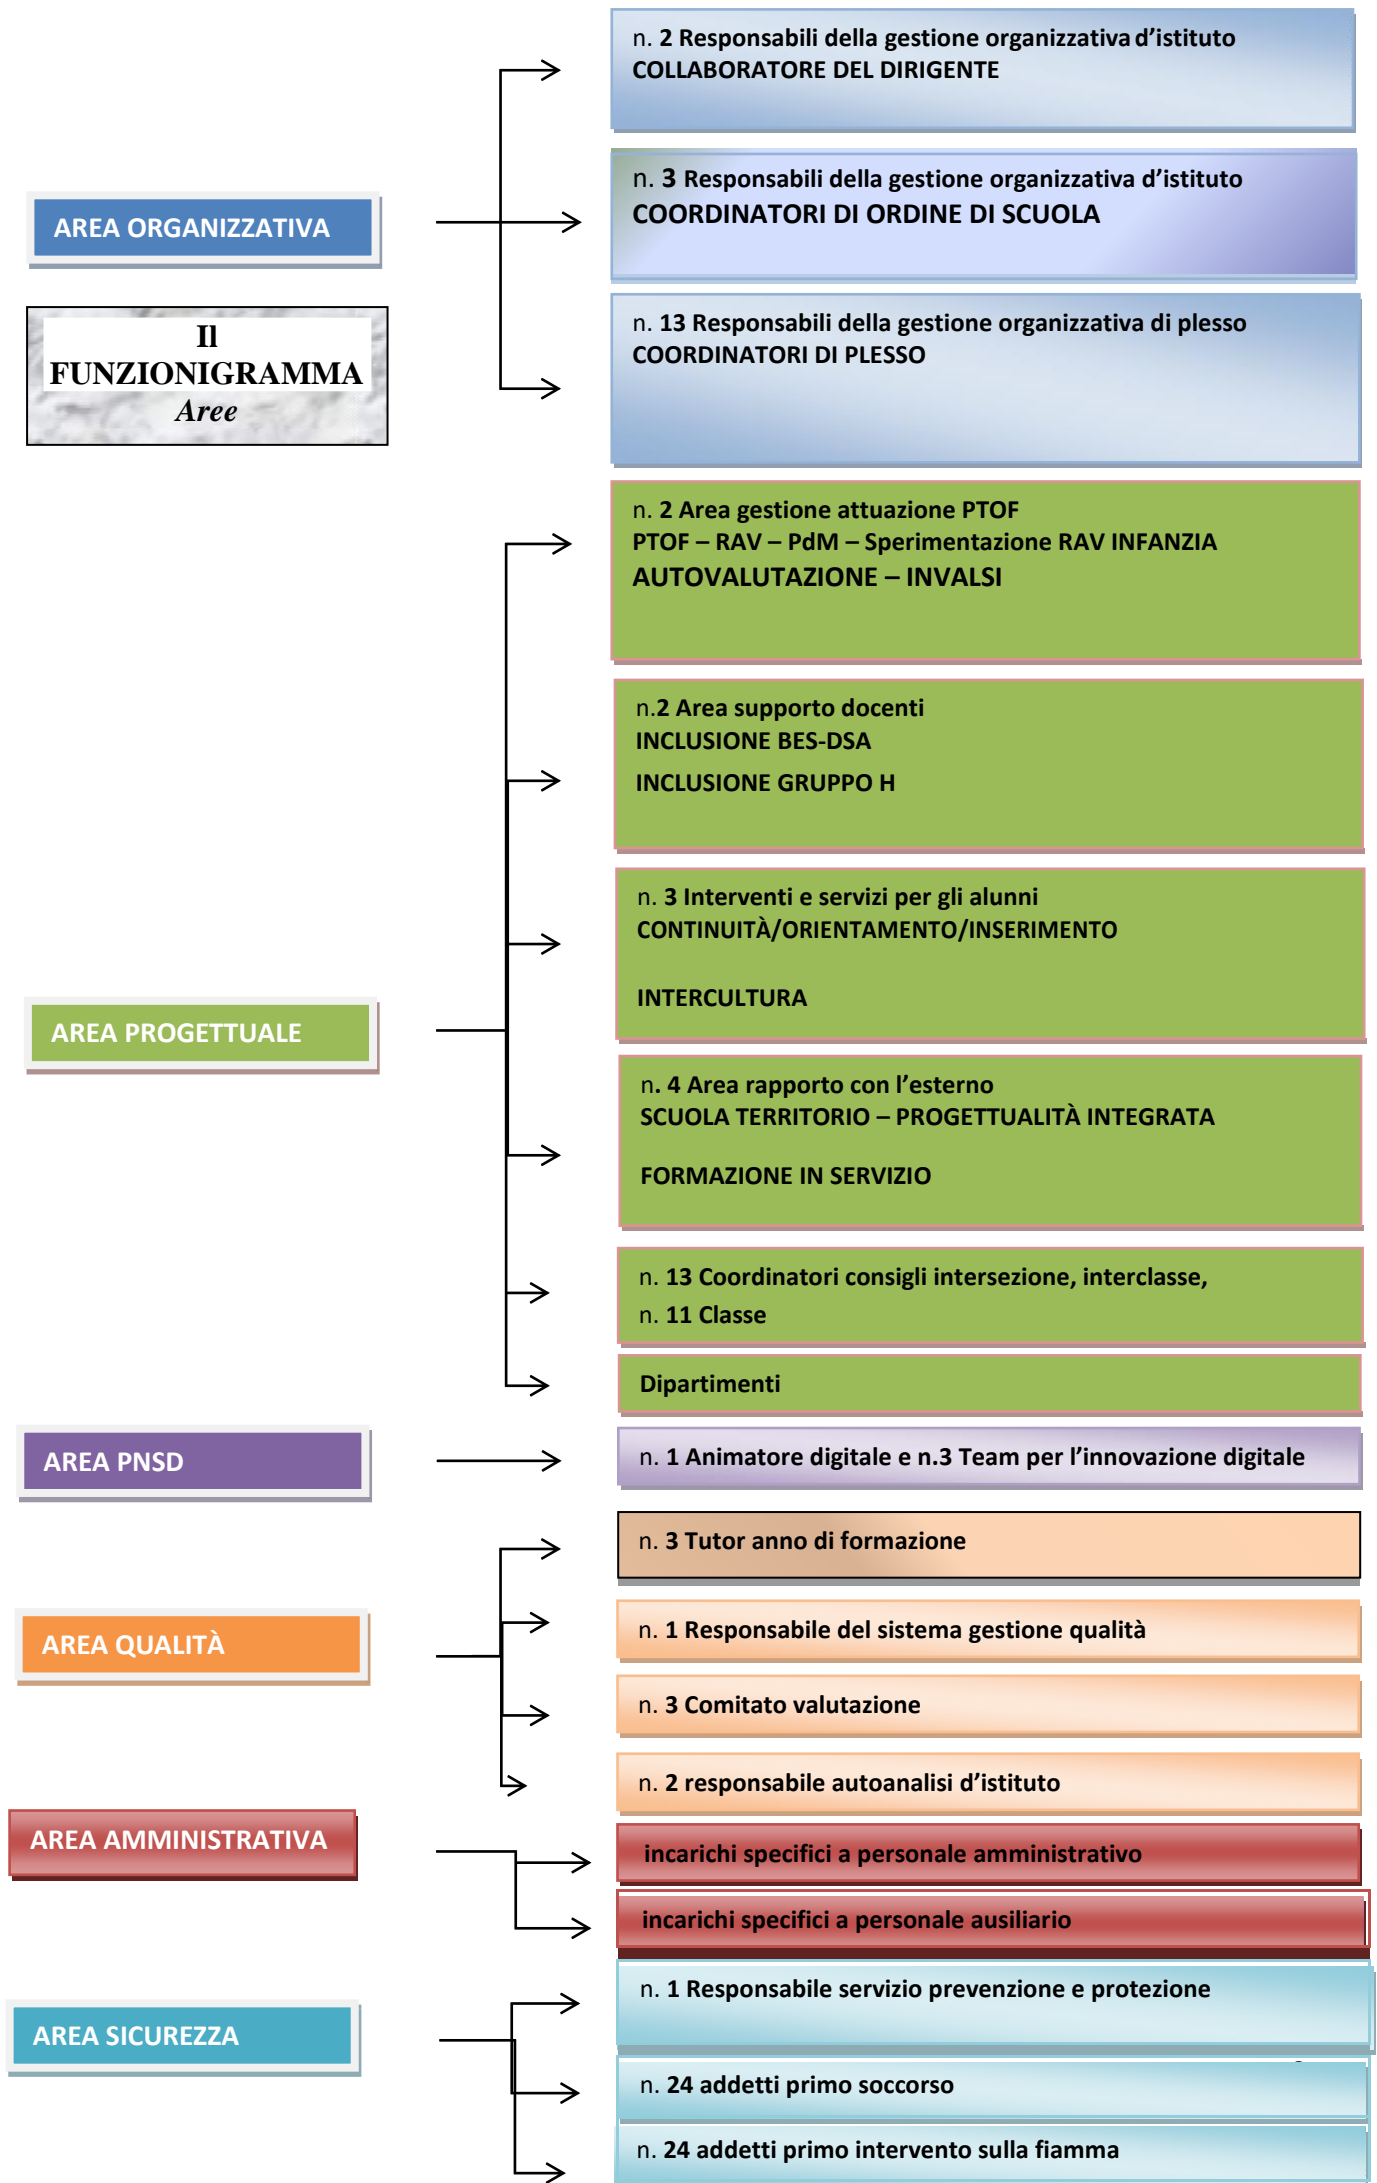 n. 2 Responsabili della gestione organizzativa d’istituto
COLLABORATORE DEL DIRIGENTE
n. 3 Responsabili della gestione organizzativa d’istituto
COORDINATORI DI ORDINE DI SCUOLA
AREA ORGANIZZATIVA
Il
FUNZIONIGRAMMA
Aree
n. 13 Responsabili della gestione organizzativa di plesso
COORDINATORI DI PLESSO
n. 2 Area gestione attuazione PTOF
PTOF – RAV – PdM – Sperimentazione RAV INFANZIA
AUTOVALUTAZIONE – INVALSI
n.2 Area supporto docenti
INCLUSIONE BES-DSA
INCLUSIONE GRUPPO H
n. 3 Interventi e servizi per gli alunni
CONTINUITÀ/ORIENTAMENTO/INSERIMENTO
INTERCULTURA
AREA PROGETTUALE
n. 4 Area rapporto con l’esterno
SCUOLA TERRITORIO – PROGETTUALITÀ INTEGRATA
FORMAZIONE IN SERVIZIO
n. 13 Coordinatori consigli intersezione, interclasse,
n. 11 Classe
Dipartimenti
AREA PNSD
n. 1 Animatore digitale e n.3 Team per l’innovazione digitale
n. 3 Tutor anno di formazione
AREA QUALITÀ
n. 1 Responsabile del sistema gestione qualità
n. 3 Comitato valutazione
n. 2 responsabile autoanalisi d’istituto
AREA AMMINISTRATIVA
incarichi specifici a personale amministrativo
incarichi specifici a personale ausiliario
n. 1 Responsabile servizio prevenzione e protezione
AREA SICUREZZA
n. 24 addetti primo soccorso
n. 24 addetti primo intervento sulla fiamma